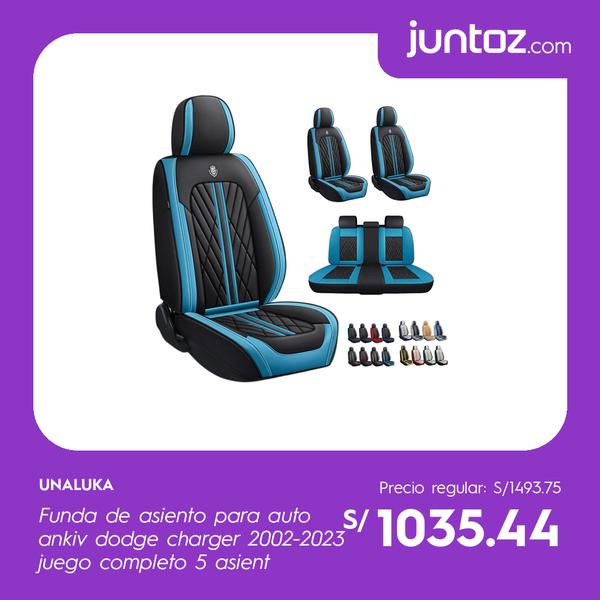 juntoz.com
UNALUKA
Funda de asiento para auto
ankiv dodge charger 2002-2023
juego completo 5 asient
Precio regular: S/1493.75
S/ 1035.44